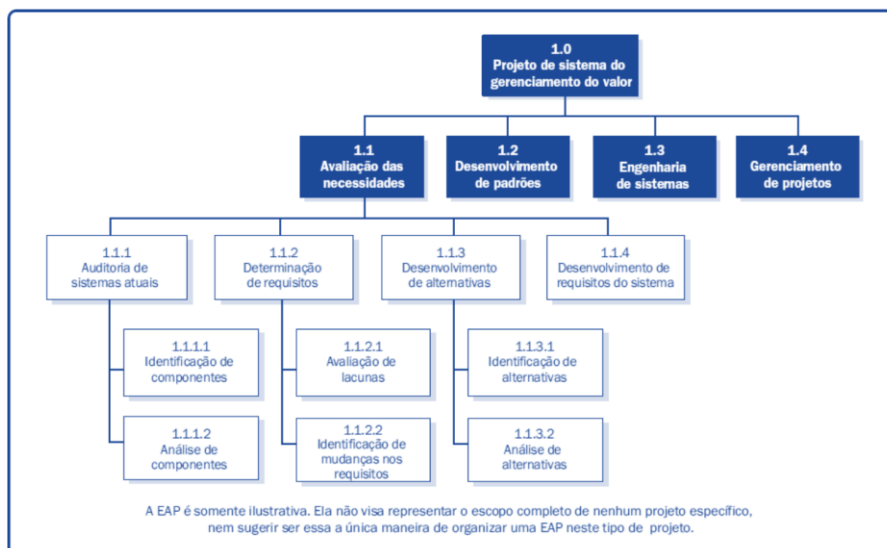 1.0
Projeto de sistema do
gerenciamento do valor
1.1
Avaliação das
necessidades
1.2
Desenvolvimento
de padrões
1.3
Engenharia
de sistemas
1.4
Gerenciamento
de projetos
1.1.1
Auditoria de
sistemas atuais
1.1.2
Determinação
de requisitos
1.1.3
Desenvolvimento
de alternativas
1.1.4
Desenvolvimento de
requisitos do sistema
1.1.1.1
Identificação de
componentes
1.1.2.1
Avaliação de
lacunas
1.1.3.1
Identificação de
alternativas
1.1.1.2
Análise de
componentes
1.1.2.2
Identificação de
mudanças nos
requisitos
1.1.3.2
Análise de
alternativas
A EAP é somente ilustrativa. Ela não visa representar o escopo completo de nenhum projeto específico,
nem sugerir ser essa a única maneira de organizar uma EAP neste tipo de projeto.